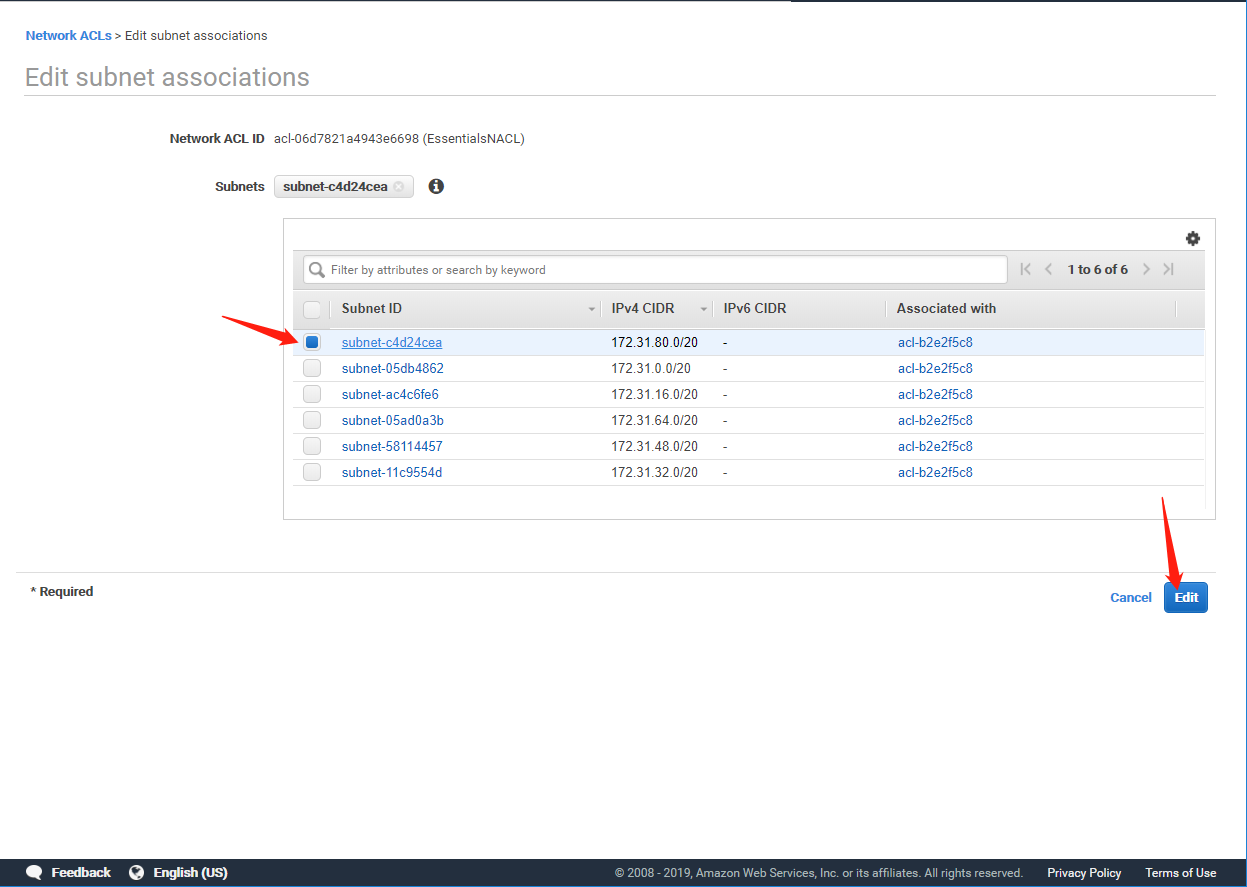 Network ACLs > Edit subnet associations
Edit subnet associations
Network ACL ID acl-06d7821a4943e6698 (EssentialsNACL)
Subnets subnet-c4d24cea
Filter by attributes or search by keyword 1 to 6 of 6
Subnet ID IPv4 CIDR IPv6 CIDR Associated with
subnet-c4d24cea 172.31.80.0/20 - acl-b2e2f5c8
subnet-05db4862 172.31.0.0/20 - acl-b2e2f5c8
subnet-ac4c6fe6 172.31.16.0/20 - acl-b2e2f5c8
subnet-05ad0a3b 172.31.64.0/20 - acl-b2e2f5c8
subnet-58114457 172.31.48.0/20 - acl-b2e2f5c8
subnet-11c9554d 172.31.32.0/20 - acl-b2e2f5c8
* Required Cancel Edit
Feedback English (US) © 2008 - 2019, Amazon Web Services, Inc. or its affiliates. All rights reserved. Privacy Policy Terms of Use